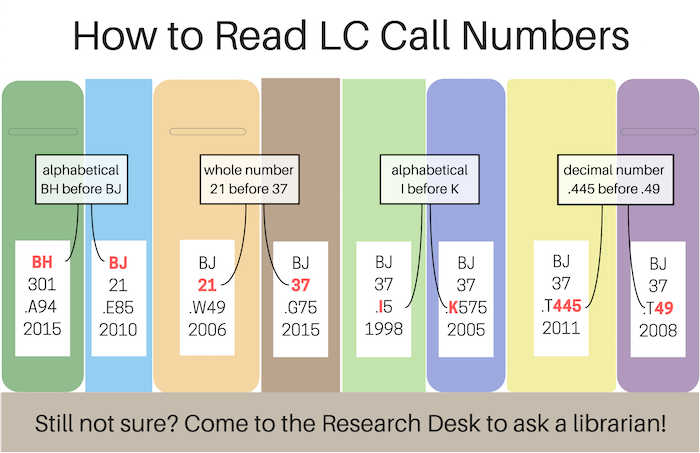 How to Read LC Call Numbers
alphabetical
BH before BJ
whole number
21 before 37
alphabetical
I before K
decimal number
.445 before .49
BH
301
.A94
2015
BJ
21
.E85
2010
BJ
21
.W49
2006
BJ
37
.G75
2015
BJ
37
.I5
1998
BJ
37
.K575
2005
BJ
37
.T445
2011
BJ
37
.T49
2008
Still not sure? Come to the Research Desk to ask a librarian!